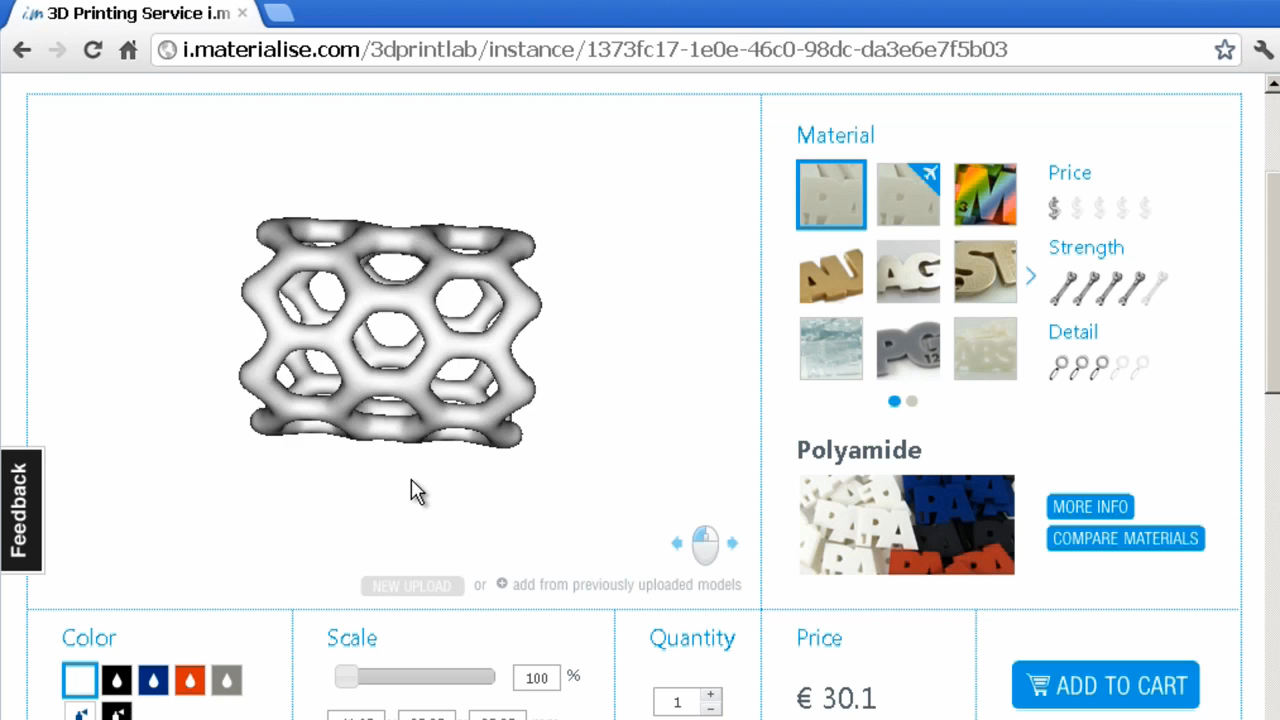 i.m 3D Printing Service i.m
i.materialise.com/3dprintlab/instance/1373fc17-1e0e-46c0-98dc-da3e6e7f5b03
Material
Price
$ $ $ $ $
Strength
Detail
Polyamide
MORE INFO
COMPARE MATERIALS
Feedback
NEW UPLOAD or add from previously uploaded models
Color
Scale
100 %
Quantity
1
Price
€ 30.1
ADD TO CART